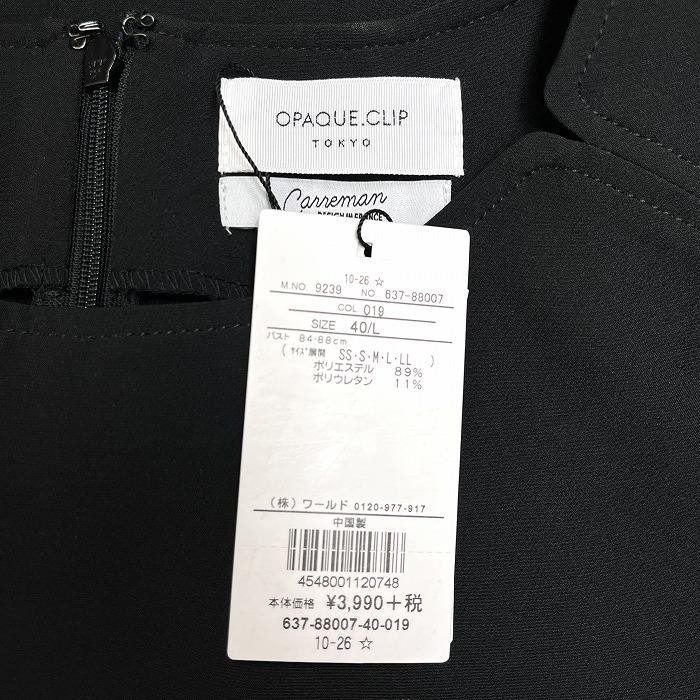 OPAQUE.CLIP
TOKYO
Carreman
DESIGN IN FRANCE
10-26 ☆
M.NO. 9239 NO. 637-88007
COL 019
SIZE 40/L
バスト 84-88cm
( ｻｲｽﾞ展開 SS・S・M・L・LL )
ポリエステル 89%
ポリウレタン 11%
(株)ワールド 0120-977-917
中国製
4548001120748
本体価格 ¥3,990+税
637-88007-40-019
10-26 ☆